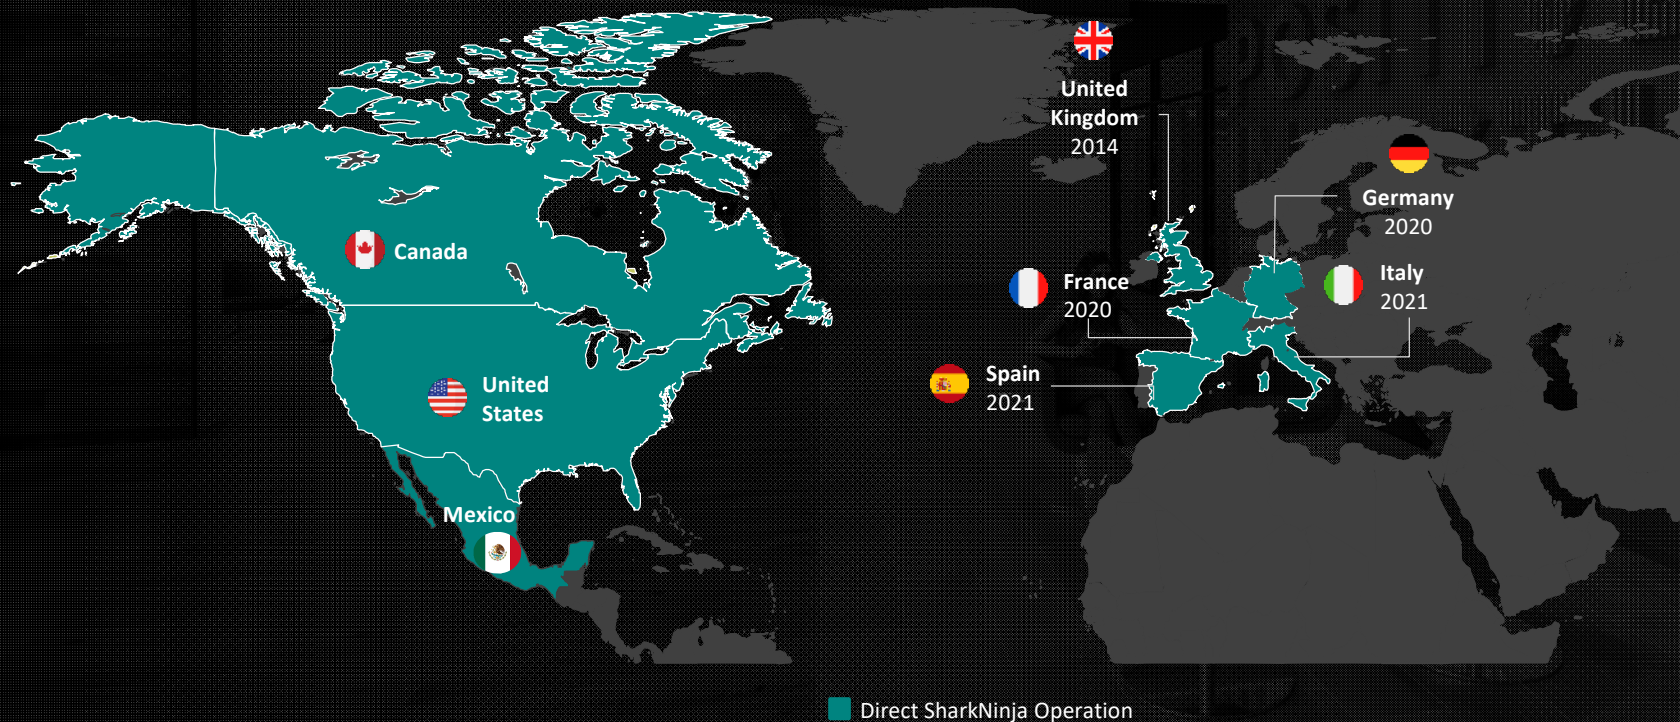 United
Kingdom
2014
Germany
2020
Canada
France
2020
Italy
2021
United
States
Spain
2021
Mexico
Direct SharkNinja Operation